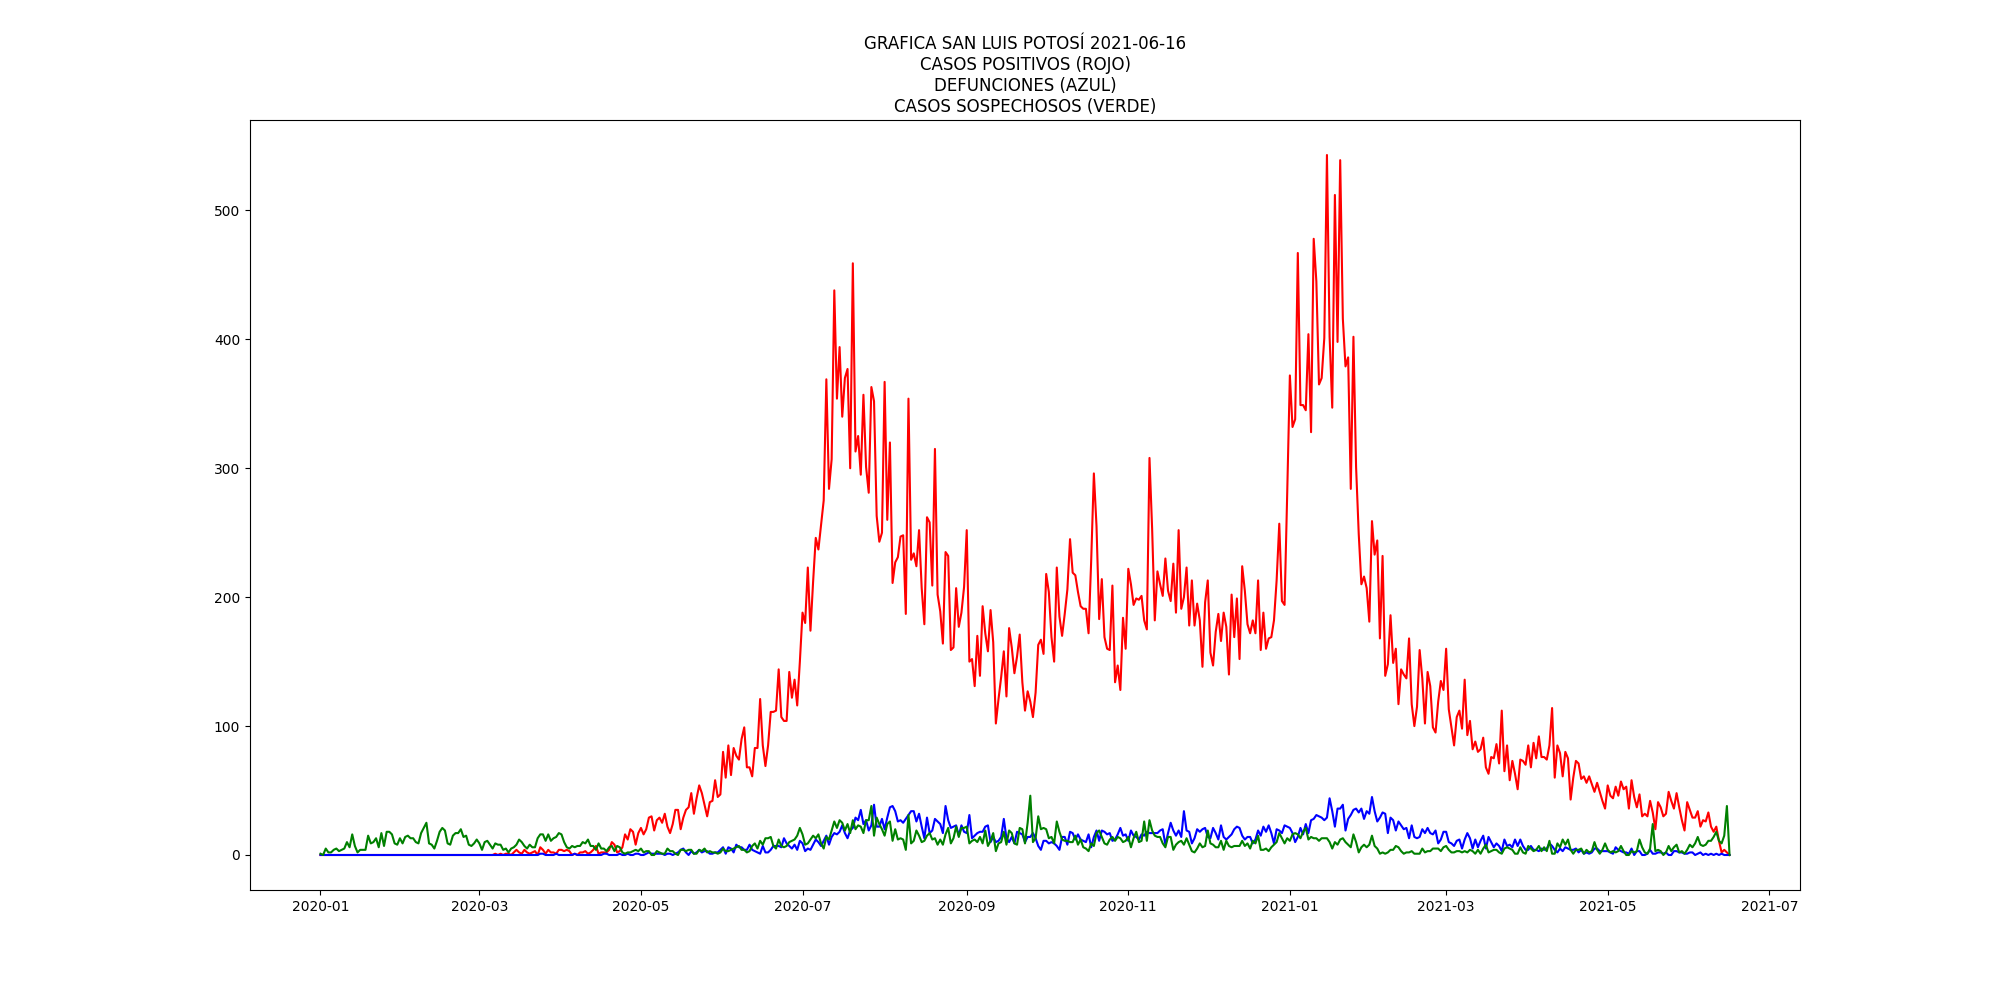 GRAFICA SAN LUIS POTOSÍ 2021-06-16
CASOS POSITIVOS (ROJO)
DEFUNCIONES (AZUL)
CASOS SOSPECHOSOS (VERDE)
500
400
300
200
100
0
2020-01 2020-03 2020-05 2020-07 2020-09 2020-11 2021-01 2021-03 2021-05 2021-07